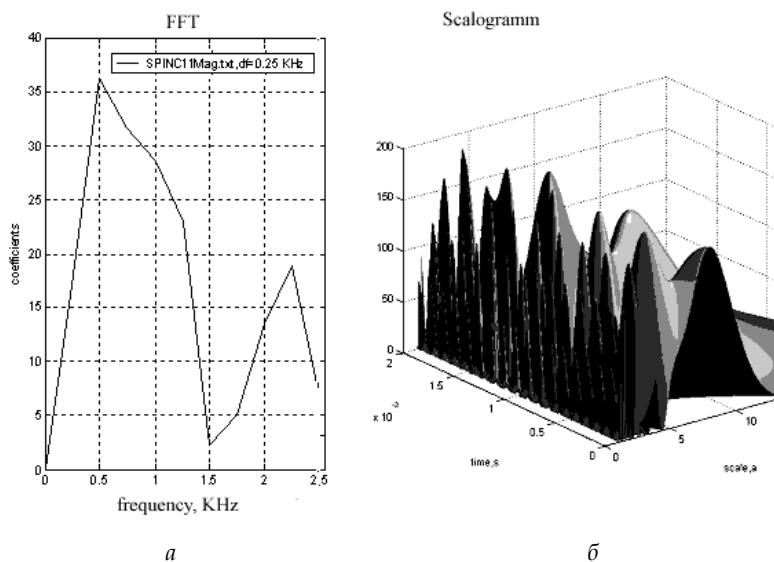 FFT
Scalogramm
SPINC11Mag.txt,df=0.25 KHz
40
35
30
25
20
15
10
5
0
coefficients
0
0.5
1
1.5
2
2.5
frequency, KHz
200
150
100
50
0
2
1.5
1
0.5
0
x 10⁻³
time,s
0
5
10
scale,a
а
б